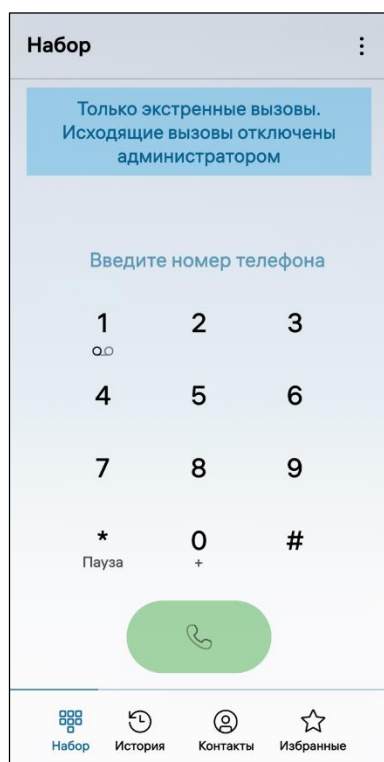 Набор
Только экстренные вызовы.
Исходящие вызовы отключены
администратором
Введите номер телефона
1 2 3
4 5 6
7 8 9
* 0 #
Пауза +
Набор История Контакты Избранные